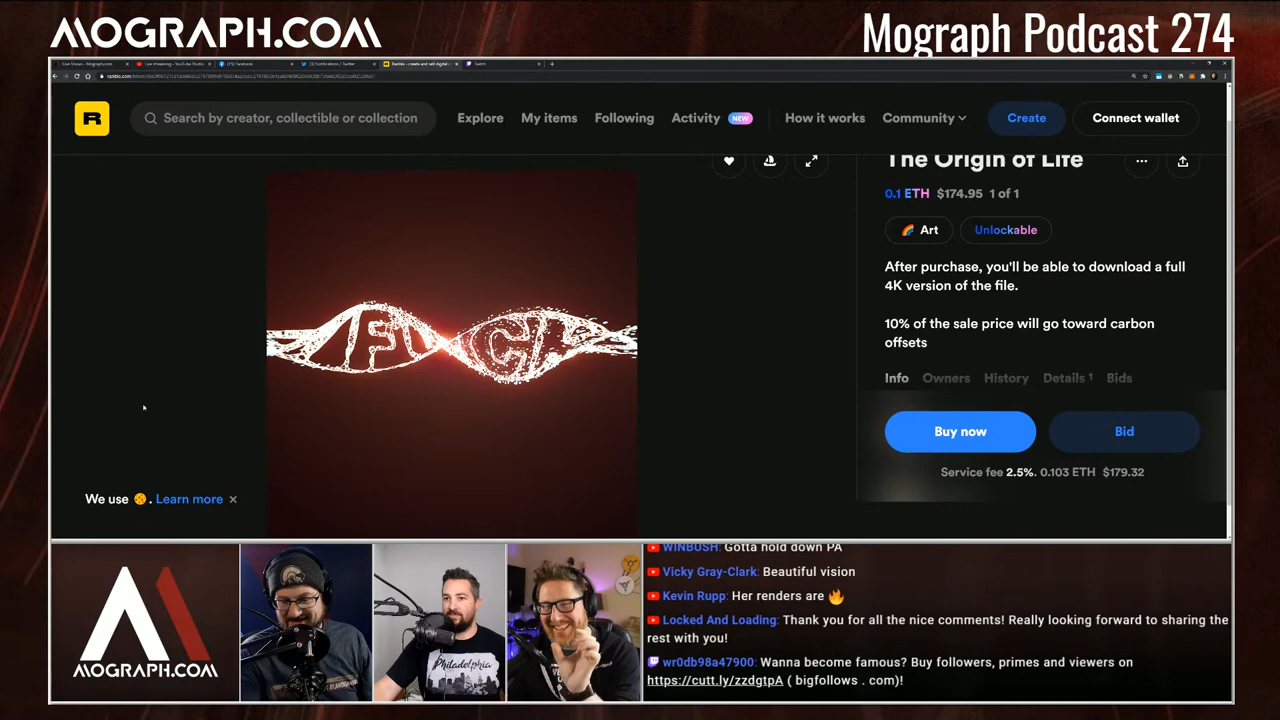 MOGRAPH.COM
Mograph Podcast 274
R
Search by creator, collectible or collection
Explore
My items
Following
Activity NEW
How it works
Community
Create
Connect wallet
The Origin of Life
0.1 ETH $174.95 1 of 1
Art
Unlockable
After purchase, you'll be able to download a full
4K version of the file.
10% of the sale price will go toward carbon
offsets
Info Owners History Details 1 Bids
Buy now
Bid
Service fee 2.5%. 0.103 ETH $179.32
We use 🍪. Learn more ×
MOGRAPH.COM
Philadelphia
WINBUSH: Gotta hold down PA
Vicky Gray-Clark: Beautiful vision
Kevin Rupp: Her renders are 🔥
Locked And Loading: Thank you for all the nice comments! Really looking forward to sharing the
rest with you!
wr0db98a47900: Wanna become famous? Buy followers, primes and viewers on
https://cutt.ly/zzdgtpA ( bigfollows . com)!